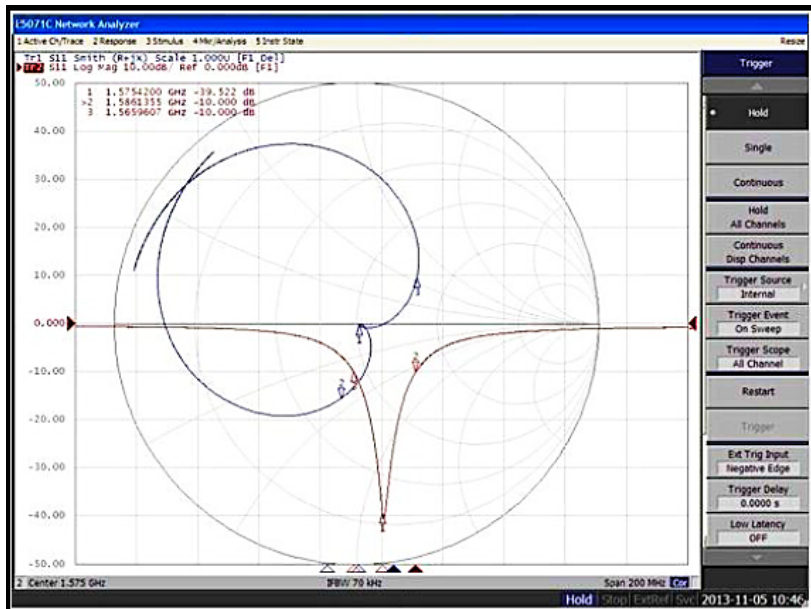 E5071C Network Analyzer
1 Active Ch/Trace 2 Response 3 Stimulus 4 Mkr/Analysis 5 Instr State
Resize
Tr1 S11 Smith (R+jX) Scale 1.000U [F1 Del]
Tr2 S11 Log Mag 10.00dB/ Ref 0.000dB [F1]
50.00
1 1.5754200 GHz -39.522 dB
>2 1.5861355 GHz -10.000 dB
3 1.5659607 GHz -10.000 dB
40.00
30.00
20.00
10.00
0.000
-10.00
-20.00
-30.00
-40.00
-50.00
2
2
1
1
Trigger
Hold
Single
Continuous
Hold
All Channels
Continuous
Disp Channels
Trigger Source
Internal
Trigger Event
On Sweep
Trigger Scope
All Channel
Restart
Trigger
Ext Trig Input
Negative Edge
Trigger Delay
0.0000 s
Low Latency
OFF
2 Center 1.575 GHz
IFBW 70 kHz
Span 200 MHz Cor
Hold Stop ExtRef Svc 2013-11-05 10:46